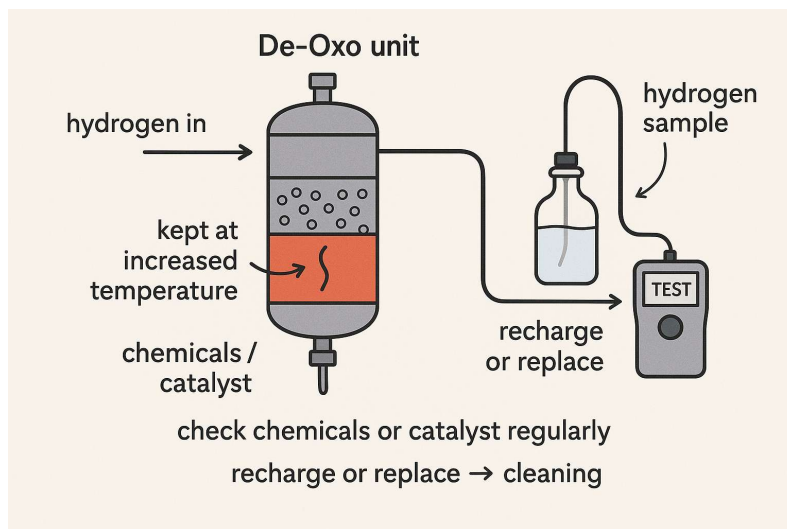 De-Oxo unit
hydrogen in
hydrogen
sample
kept at
increased
temperature
TEST
recharge
or replace
chemicals /
catalyst
check chemicals or catalyst regularly
recharge or replace → cleaning